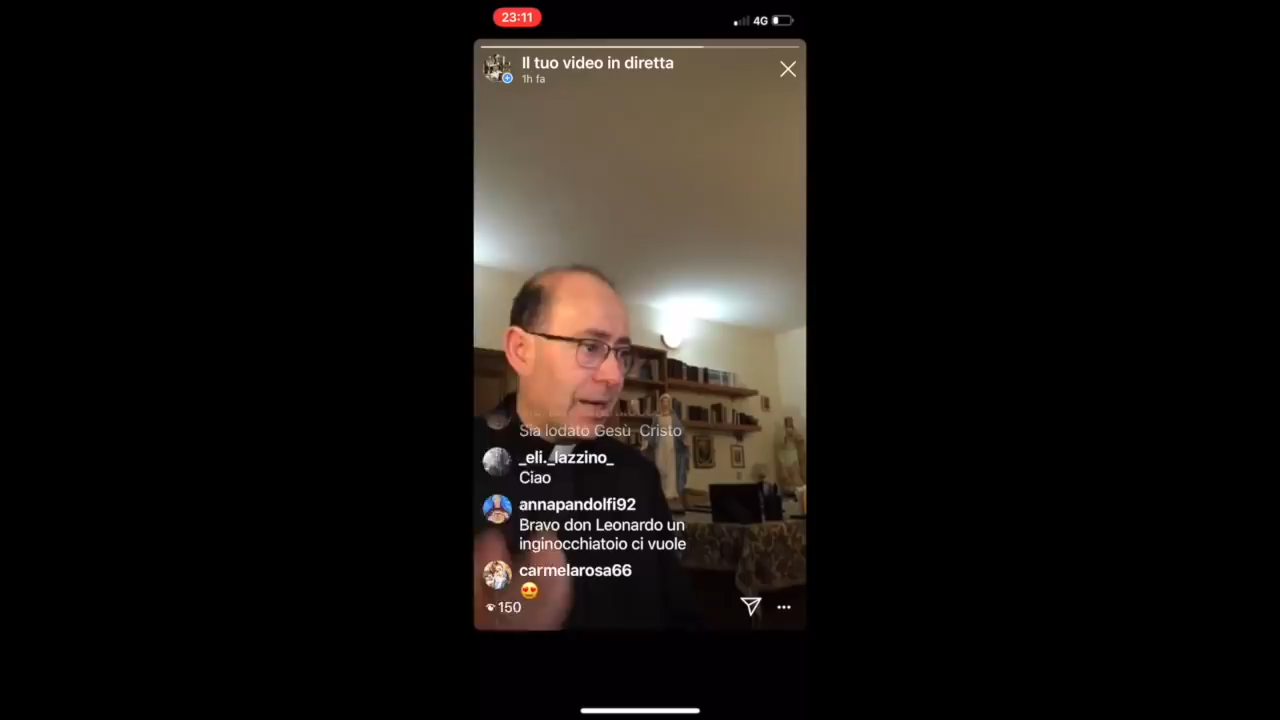 23:11
4G
Il tuo video in diretta
1h fa
Sia lodato Gesù Cristo
_eli._lazzino_
Ciao
annapandolfi92
Bravo don Leonardo un
inginocchiatoio ci vuole
carmelarosa66
😍
150